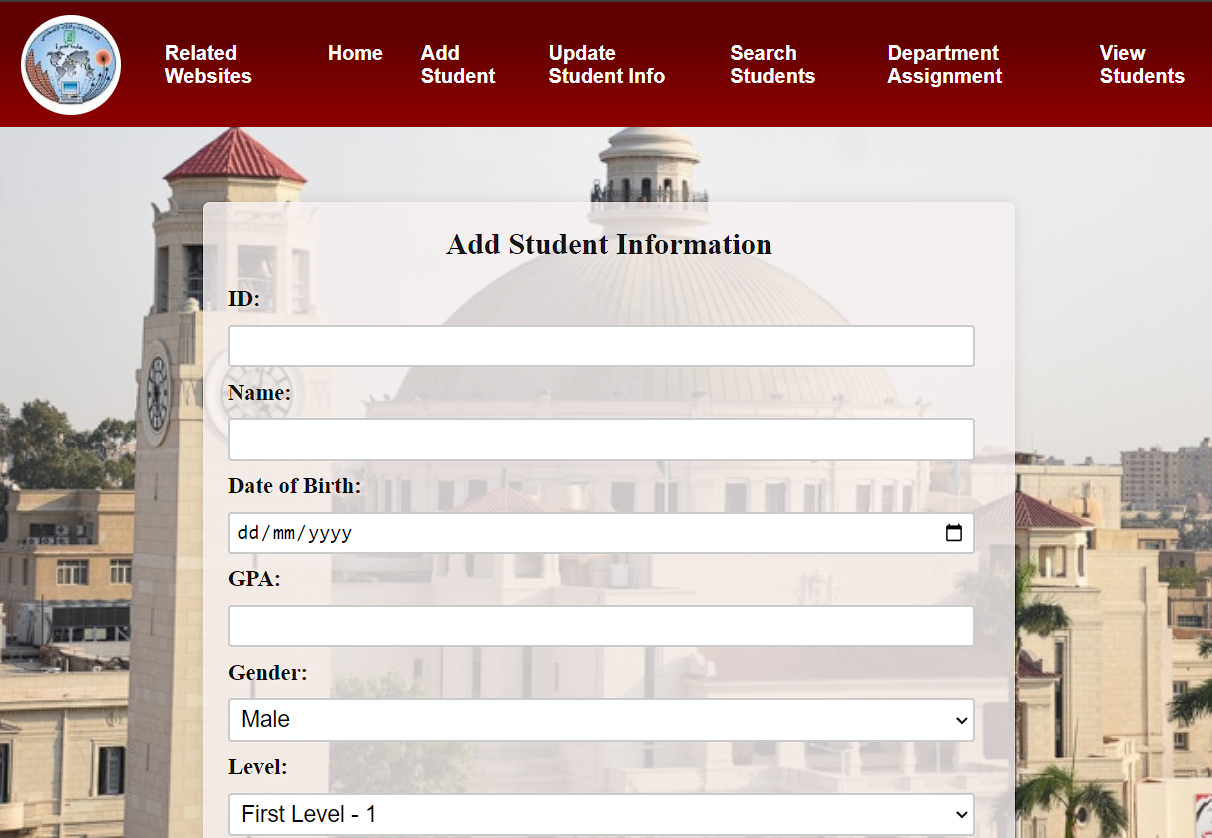 Related Websites
Home
Add Student
Update Student Info
Search Students
Department Assignment
View Students
Add Student Information
ID:
Name:
Date of Birth:
dd/mm/yyyy
GPA:
Gender:
Male
Level:
First Level - 1